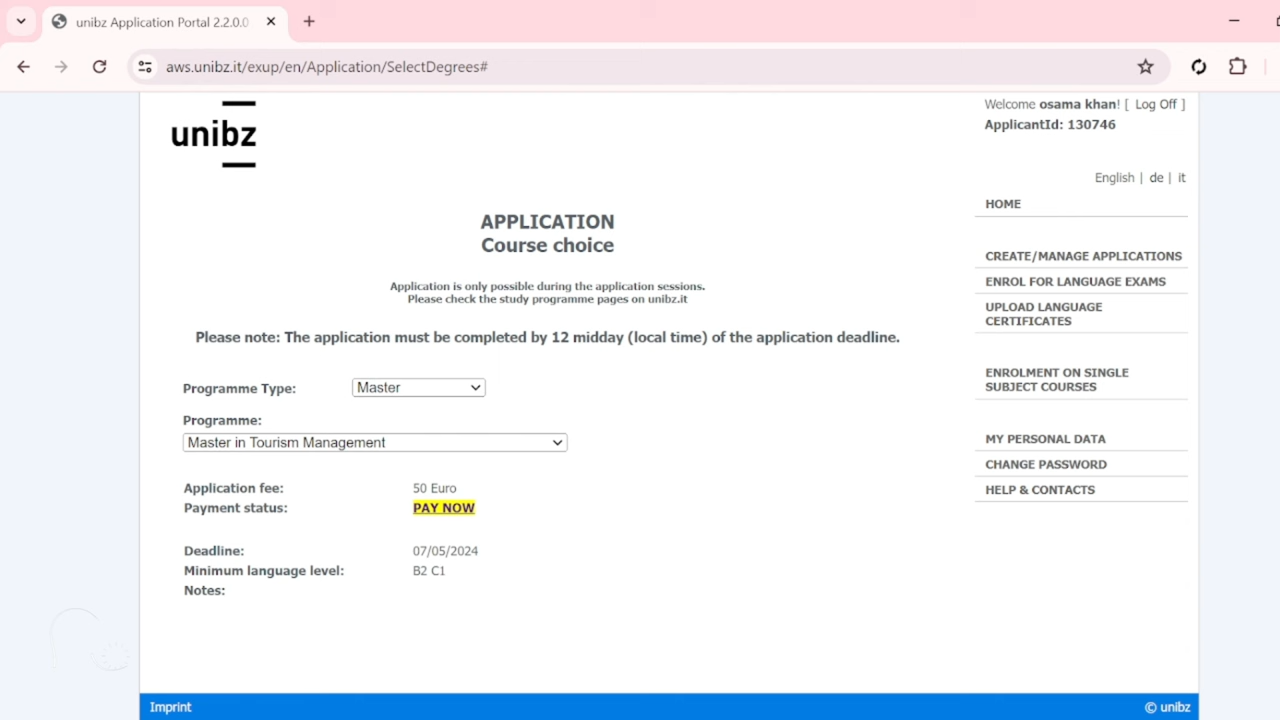 unibz Application Portal 2.2.0.0
aws.unibz.it/exup/en/Application/SelectDegrees#
unibz
Welcome osama khan! [ Log Off ]
ApplicantId: 130746
English | de | it
HOME
CREATE/MANAGE APPLICATIONS
ENROL FOR LANGUAGE EXAMS
UPLOAD LANGUAGE
CERTIFICATES
ENROLMENT ON SINGLE
SUBJECT COURSES
MY PERSONAL DATA
CHANGE PASSWORD
HELP & CONTACTS
APPLICATION
Course choice
Application is only possible during the application sessions.
Please check the study programme pages on unibz.it
Please note: The application must be completed by 12 midday (local time) of the application deadline.
Programme Type: Master
Programme:
Master in Tourism Management
Application fee: 50 Euro
Payment status: PAY NOW
Deadline: 07/05/2024
Minimum language level: B2 C1
Notes:
Imprint
© unibz